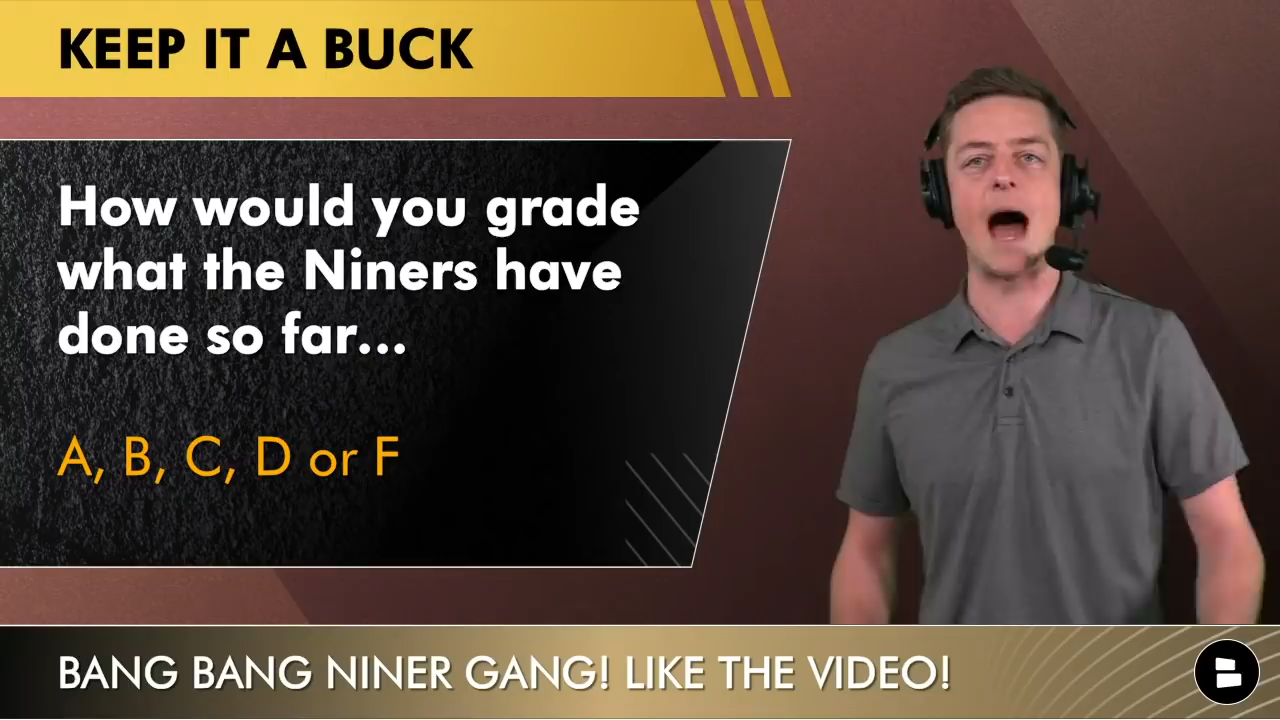 KEEP IT A BUCK
How would you grade
what the Niners have
done so far...
A, B, C, D or F
BANG BANG NINER GANG! LIKE THE VIDEO!